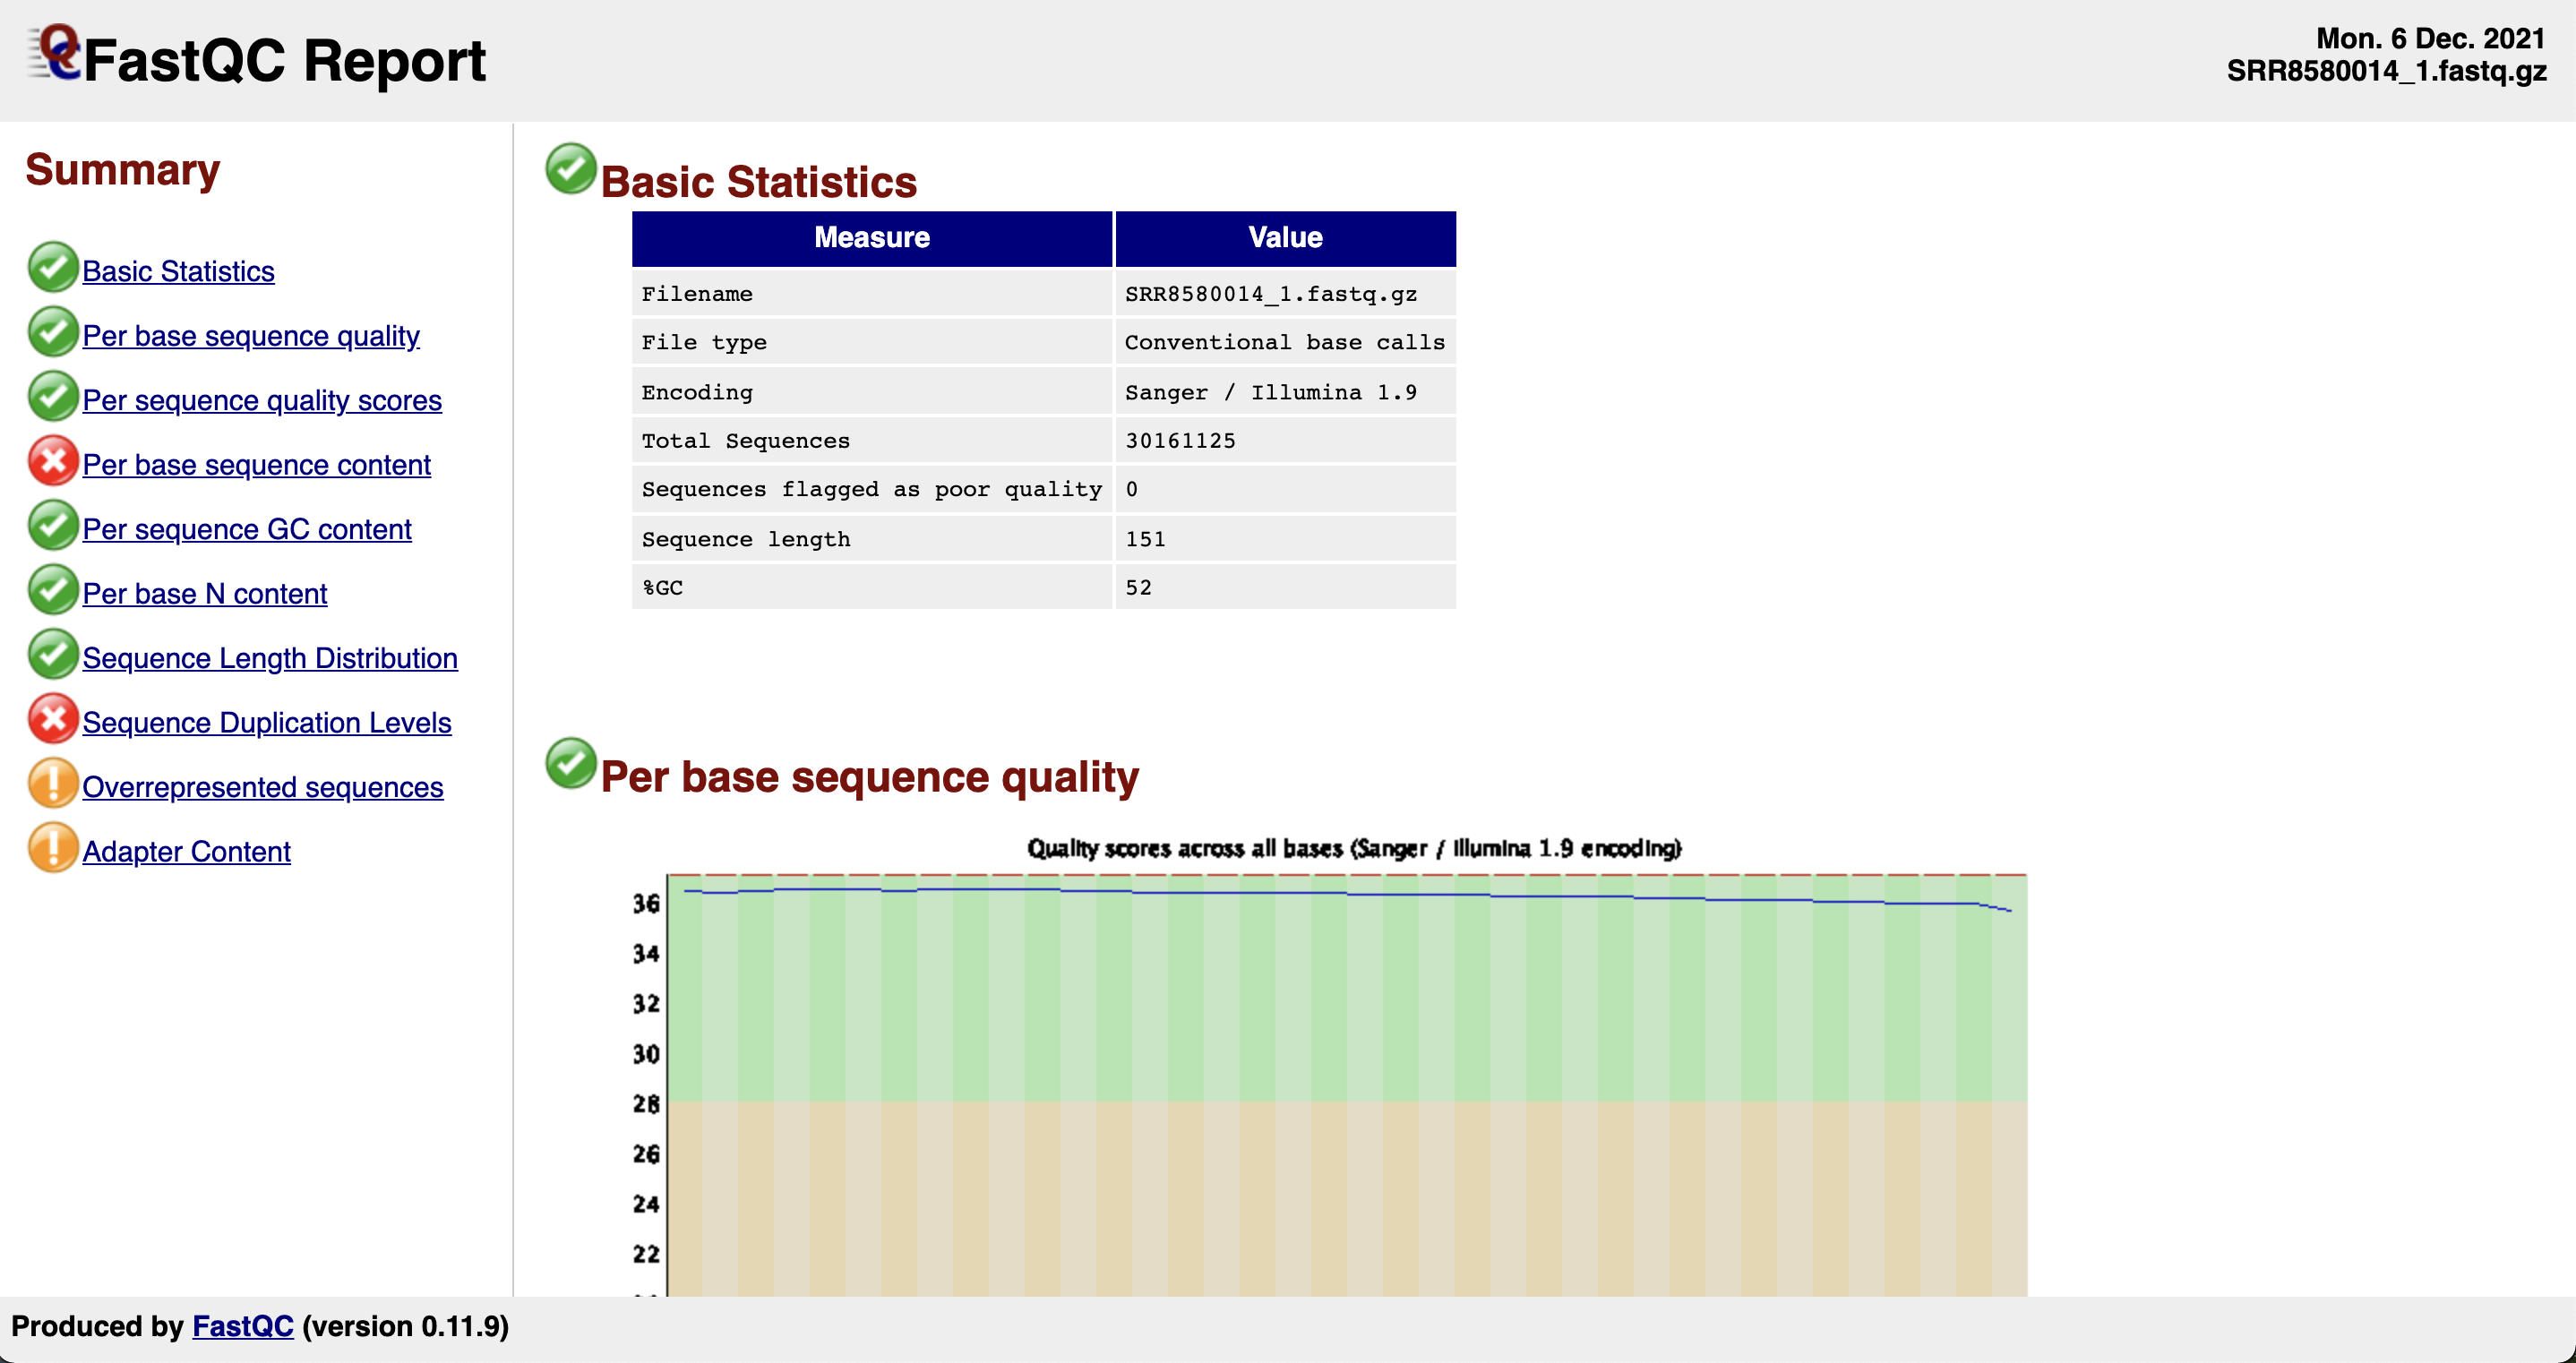 FastQC Report
Mon. 6 Dec. 2021
SRR8580014_1.fastq.gz
Summary
Basic Statistics
Per base sequence quality
Per sequence quality scores
Per base sequence content
Per sequence GC content
Per base N content
Sequence Length Distribution
Sequence Duplication Levels
Overrepresented sequences
Adapter Content
Basic Statistics
Measure Value
Filename SRR8580014_1.fastq.gz
File type Conventional base calls
Encoding Sanger / Illumina 1.9
Total Sequences 30161125
Sequences flagged as poor quality 0
Sequence length 151
%GC 52
Per base sequence quality
Quality scores across all bases (Sanger / Illumina 1.9 encoding)
36
34
32
30
28
26
24
22
Produced by FastQC (version 0.11.9)